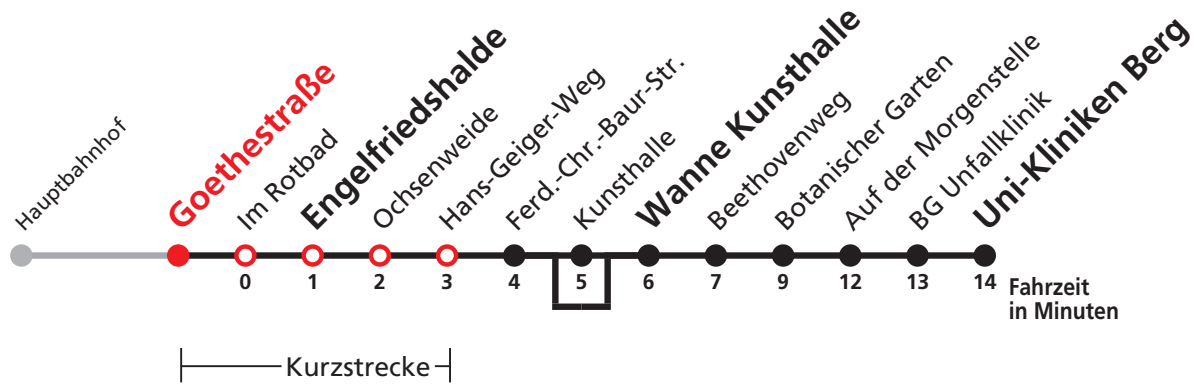 Hauptbahnhof
Goethestraße
Im Rotbad
Engelfriedshalde
Ochsenweide
Hans-Geiger-Weg
Ferd.-Chr.-Baur-Str.
Kunsthalle
Wanne Kunsthalle
Beethovenweg
Botanischer Garten
Auf der Morgenstelle
BG Unfallklinik
Uni-Kliniken Berg
0 1 2 3 4 5 6 7 9 12 13 14 Fahrzeit
in Minuten
Kurzstrecke